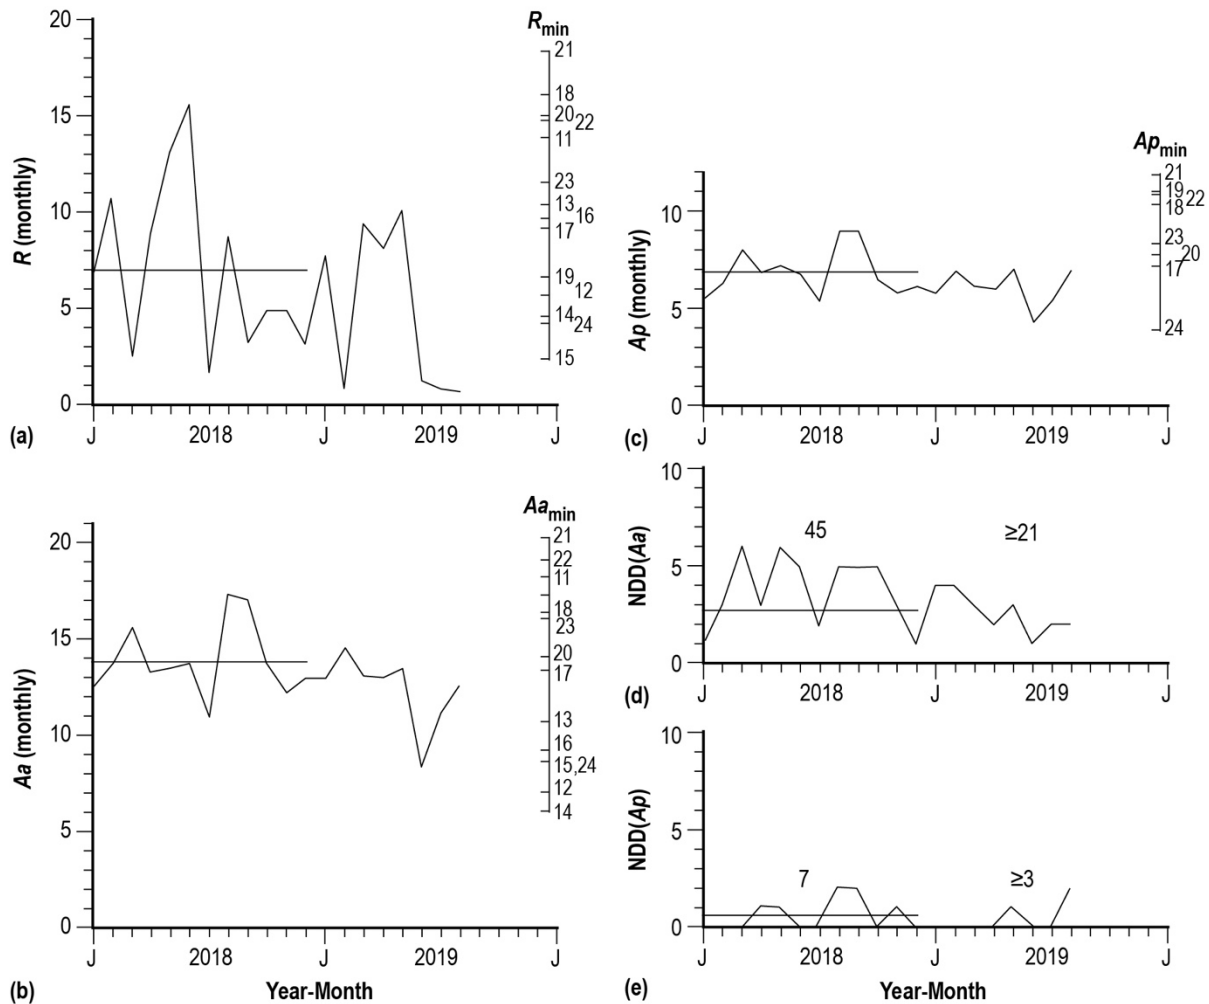 20
15
10
5
0
R (monthly)
Rmin
21
18
20
22
11
23
13
16
17
19
12
14
24
15
J
2018
J
2019
J
(a)
20
15
10
5
0
Aa (monthly)
Aamin
21
22
11
18
23
20
17
13
16
15,24
12
14
J
2018
J
2019
J
(b)
Year-Month
10
5
0
Ap (monthly)
Apmin
21
19
22
18
23
20
17
24
J
2018
J
2019
J
(c)
10
5
0
NDD(Aa)
45
≥21
J
2018
J
2019
J
(d)
10
5
0
NDD(Ap)
7
≥3
J
2018
J
2019
J
(e)
Year-Month